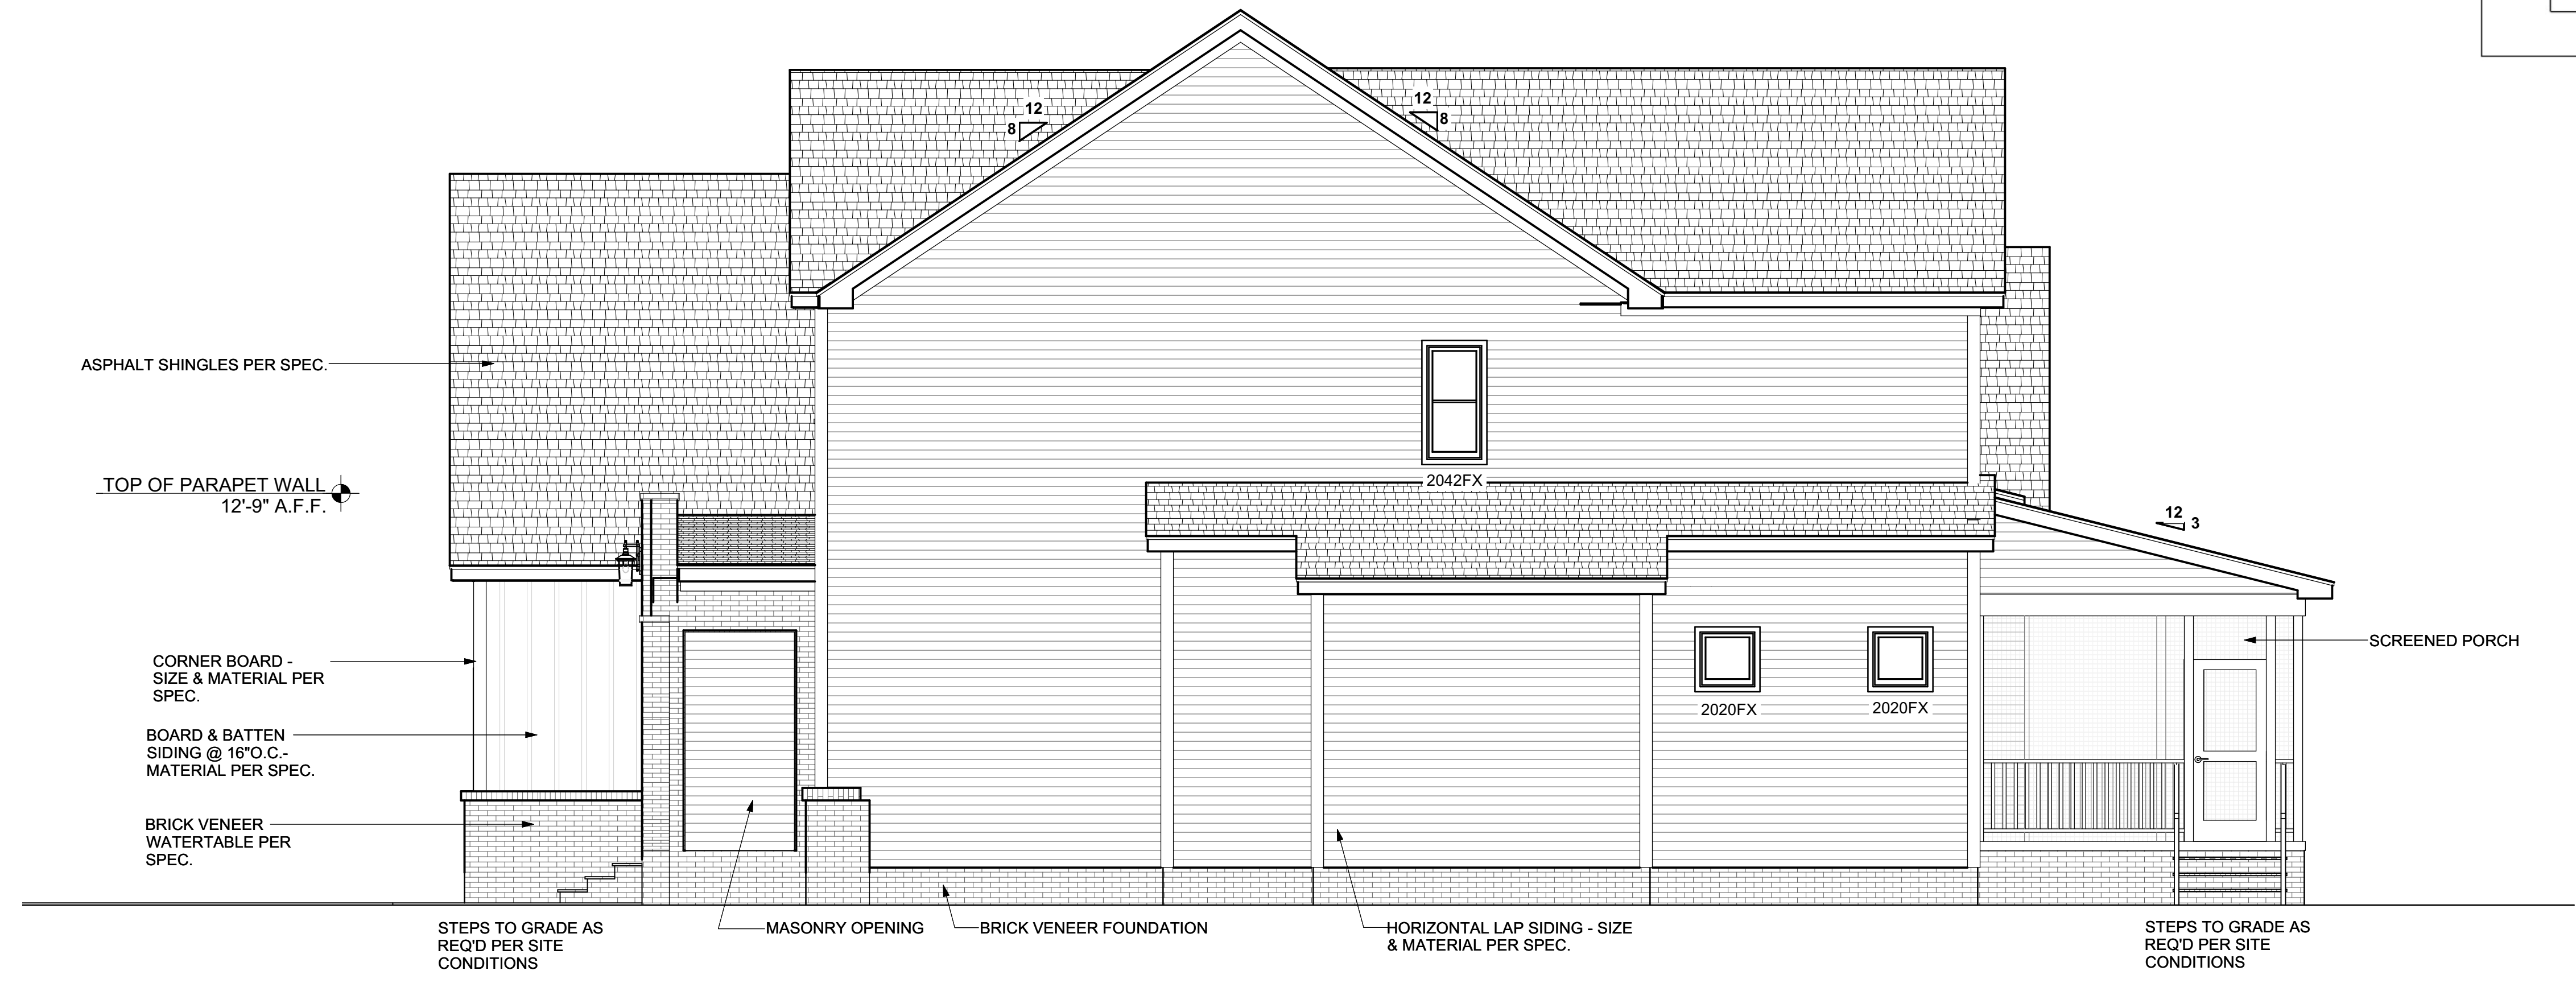 12
8
12
8
ASPHALT SHINGLES PER SPEC.
TOP OF PARAPET WALL
12'-9" A.F.F.
2042FX
12
3
CORNER BOARD -
SIZE & MATERIAL PER
SPEC.
SCREENED PORCH
2020FX
2020FX
BOARD & BATTEN
SIDING @ 16"O.C.-
MATERIAL PER SPEC.
BRICK VENEER
WATERTABLE PER
SPEC.
STEPS TO GRADE AS
REQ'D PER SITE
CONDITIONS
MASONRY OPENING
BRICK VENEER FOUNDATION
HORIZONTAL LAP SIDING - SIZE
& MATERIAL PER SPEC.
STEPS TO GRADE AS
REQ'D PER SITE
CONDITIONS